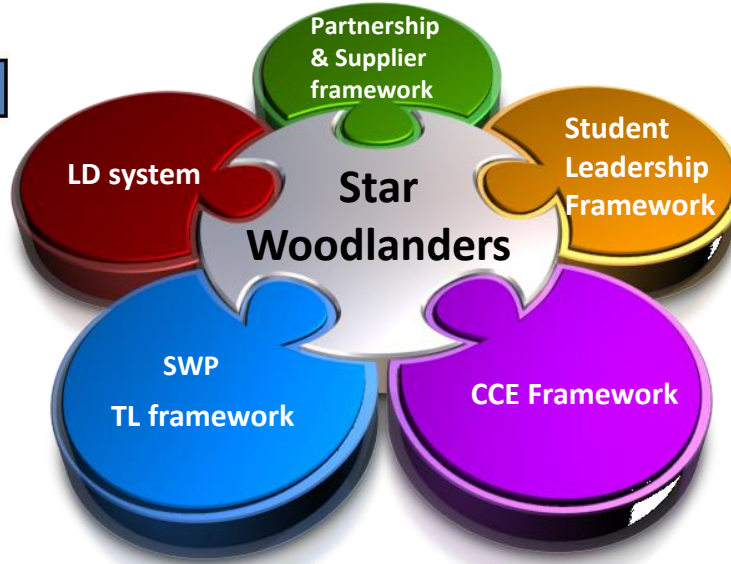 Partnership
& Supplier
framework
Student
Leadership
Framework
LD system
Star
Woodlanders
SWP
TL framework
CCE Framework